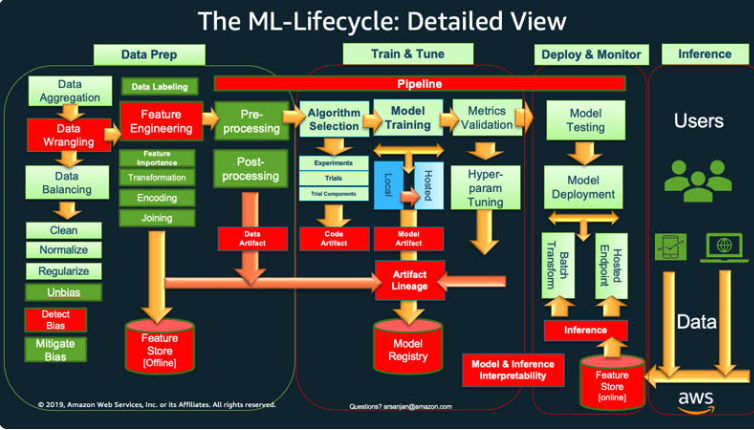 The ML-Lifecycle: Detailed View
Data Prep
Train & Tune
Deploy & Monitor
Inference
Pipeline
Data
Aggregation
Data
Wrangling
Data
Balancing
Clean
Normalize
Regularize
Unbias
Detect
Bias
Mitigate
Bias
Data Labeling
Feature
Engineering
Feature
Importance
Transformation
Encoding
Joining
Feature
Store
[Offline]
Pre-
processing
Post-
processing
Data
Artifact
Algorithm
Selection
Experiments
Trials
Trial Components
Code
Artifact
Model
Training
Local
Hosted
Model
Artifact
Artifact
Lineage
Model
Registry
Metrics
Validation
Hyper-
param
Tuning
Model & Inference
Interpretability
Model
Testing
Model
Deployment
Batch
Transform
Hosted
Endpoint
Inference
Feature
Store
[online]
Users
Data
aws
© 2019, Amazon Web Services, Inc. or its Affiliates. All rights reserved.
Questions? arsanjan@amazon.com